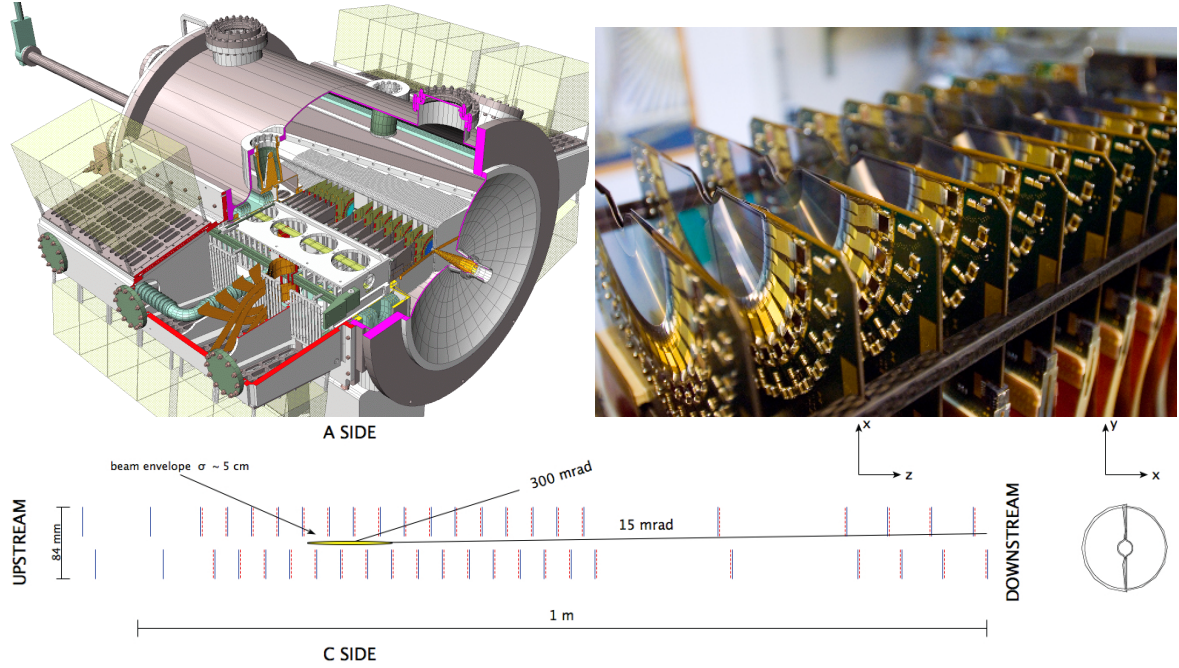 A SIDE
x
z
y
x
beam envelope σ ~ 5 cm
300 mrad
UPSTREAM
84 mm
15 mrad
DOWNSTREAM
1 m
C SIDE